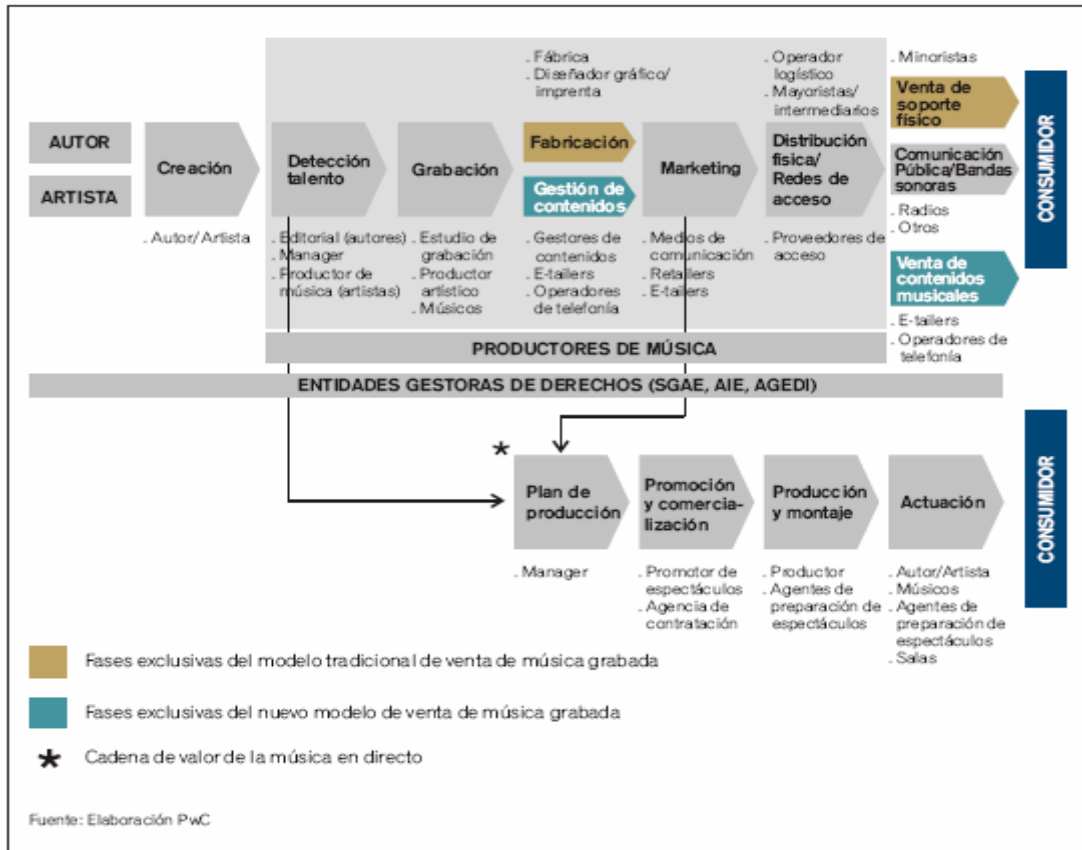 . Fábrica
. Diseñador gráfico/
imprenta
. Operador
logístico
. Mayoristas/
intermediarios
. Minoristas
Venta de
soporte
físico
AUTOR
ARTISTA
Creación
Detección
talento
Grabación
Fabricación
Gestión de
contenidos
Marketing
Distribución
física/
Redes de
acceso
Comunicación
Pública/Bandas
sonoras
CONSUMIDOR
. Autor/Artista
. Editorial (autores)
. Manager
. Productor de
música (artistas)
. Estudio de
grabación
. Productor
artístico
. Músicos
. Gestores de
contenidos
. E-tailers
. Operadores
de telefonía
. Medios de
comunicación
. Retailers
. E-tailers
. Proveedores de
acceso
. Radios
. Otros
Venta de
contenidos
musicales
. E-tailers
. Operadores de
telefonía
PRODUCTORES DE MÚSICA
ENTIDADES GESTORAS DE DERECHOS (SGAE, AIE, AGEDI)
*
Plan de
producción
Promoción
y comercia-
lización
Producción
y montaje
Actuación
CONSUMIDOR
. Manager
. Promotor de
espectáculos
. Agencia de
contratación
. Productor
. Agentes de
preparación de
espectáculos
. Autor/Artista
. Músicos
. Agentes de
preparación de
espectáculos
. Salas
Fases exclusivas del modelo tradicional de venta de música grabada
Fases exclusivas del nuevo modelo de venta de música grabada
* Cadena de valor de la música en directo
Fuente: Elaboración PwC